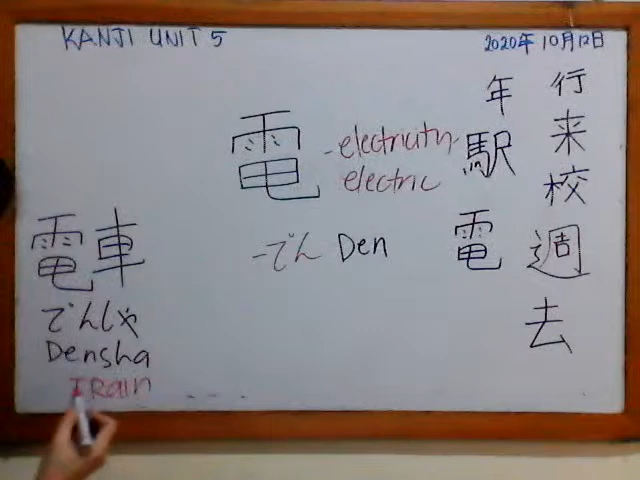 KANJI UNIT 5
2020年10月12日
行来校週去
年駅電
電
- electricity-
electric
-でん Den
電車
でんしゃ
Densha
TRain